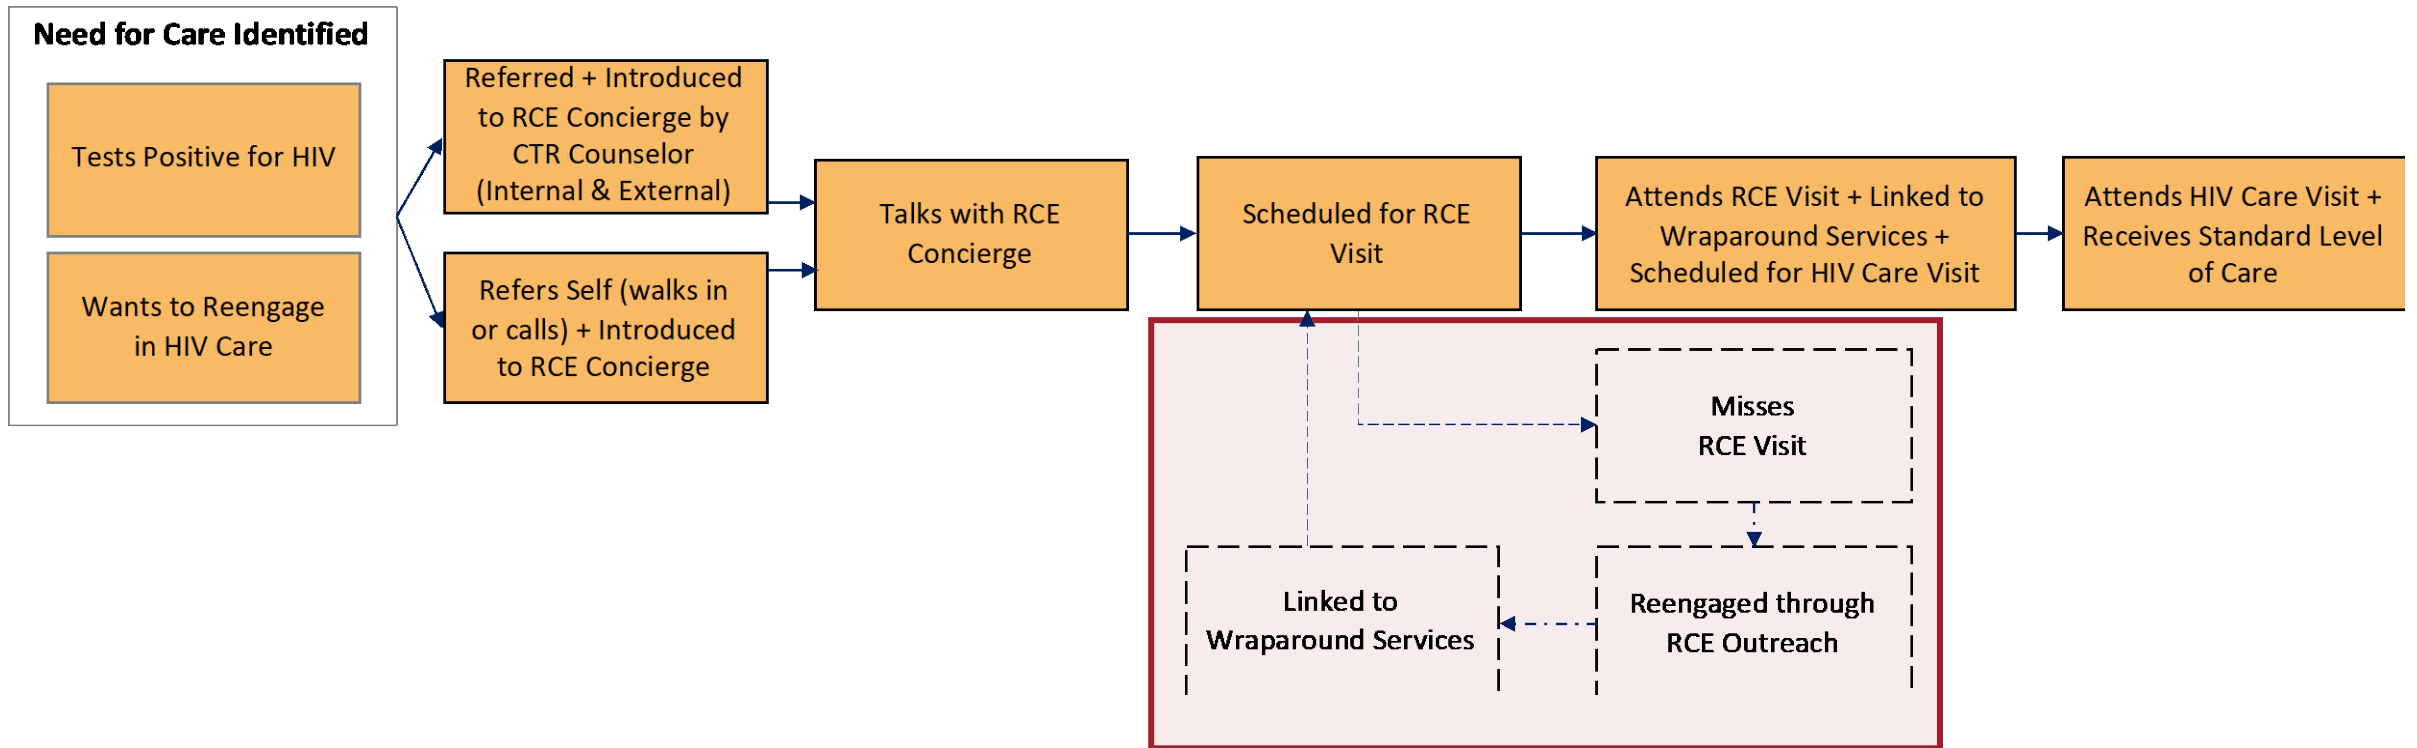 Need for Care Identified
Tests Positive for HIV
Wants to Reengage
in HIV Care
Referred + Introduced
to RCE Concierge by
CTR Counselor
(Internal & External)
Refers Self (walks in
or calls) + Introduced
to RCE Concierge
Talks with RCE
Concierge
Scheduled for RCE
Visit
Attends RCE Visit + Linked to
Wraparound Services +
Scheduled for HIV Care Visit
Attends HIV Care Visit +
Receives Standard Level
of Care
Misses
RCE Visit
Reengaged through
RCE Outreach
Linked to
Wraparound Services